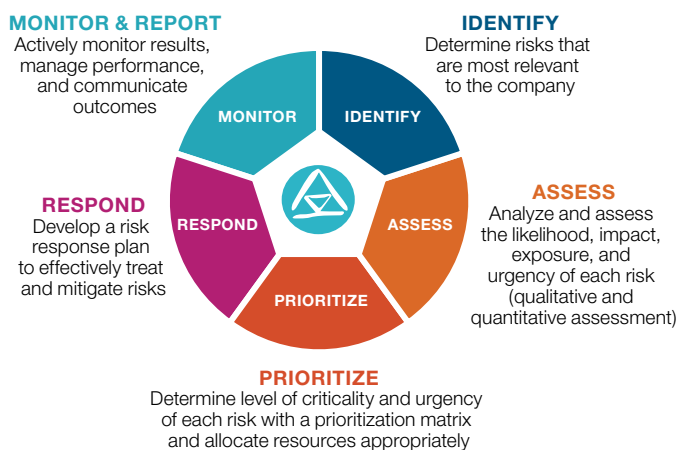 MONITOR & REPORT
Actively monitor results,
manage performance,
and communicate
outcomes
IDENTIFY
Determine risks that
are most relevant
to the company
MONITOR
IDENTIFY
RESPOND
Develop a risk
response plan
to effectively treat
and mitigate risks
RESPOND
ASSESS
ASSESS
Analyze and assess
the likelihood, impact,
exposure, and
urgency of each risk
(qualitative and
quantitative assessment)
PRIORITIZE
PRIORITIZE
Determine level of criticality and urgency
of each risk with a prioritization matrix
and allocate resources appropriately